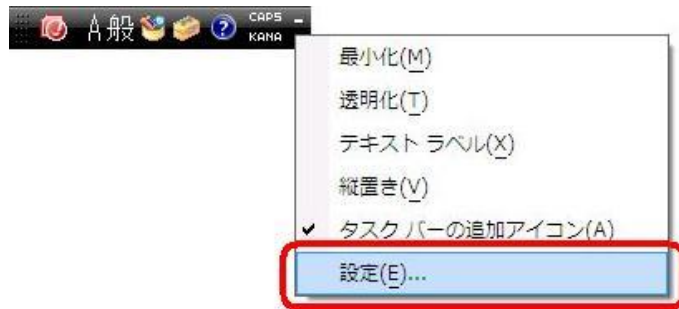 A 般 ? CAPS
KANA
最小化(M)
透明化(T)
テキスト ラベル(X)
縦置き(V)
✔ タスク バーの追加アイコン(A)
設定(E)...